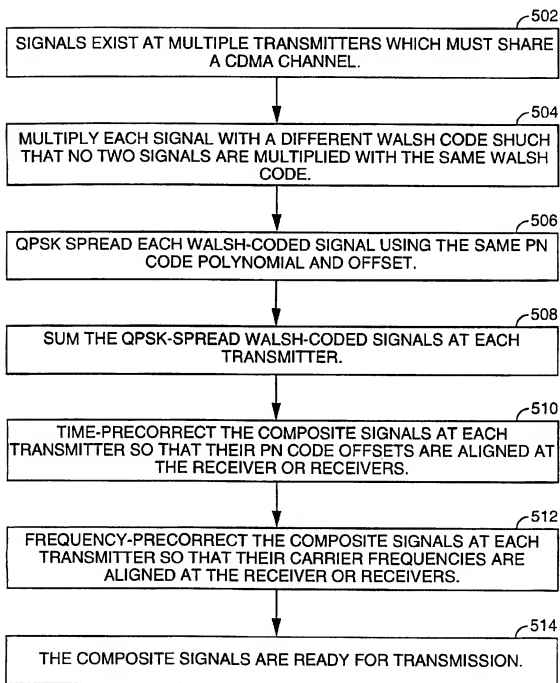 502
SIGNALS EXIST AT MULTIPLE TRANSMITTERS WHICH MUST SHARE
A CDMA CHANNEL.
504
MULTIPLY EACH SIGNAL WITH A DIFFERENT WALSH CODE SHUCH
THAT NO TWO SIGNALS ARE MULTIPLIED WITH THE SAME WALSH
CODE.
506
QPSK SPREAD EACH WALSH-CODED SIGNAL USING THE SAME PN
CODE POLYNOMIAL AND OFFSET.
508
SUM THE QPSK-SPREAD WALSH-CODED SIGNALS AT EACH
TRANSMITTER.
510
TIME-PRECORRECT THE COMPOSITE SIGNALS AT EACH
TRANSMITTER SO THAT THEIR PN CODE OFFSETS ARE ALIGNED AT
THE RECEIVER OR RECEIVERS.
512
FREQUENCY-PRECORRECT THE COMPOSITE SIGNALS AT EACH
TRANSMITTER SO THAT THEIR CARRIER FREQUENCIES ARE
ALIGNED AT THE RECEIVER OR RECEIVERS.
514
THE COMPOSITE SIGNALS ARE READY FOR TRANSMISSION.